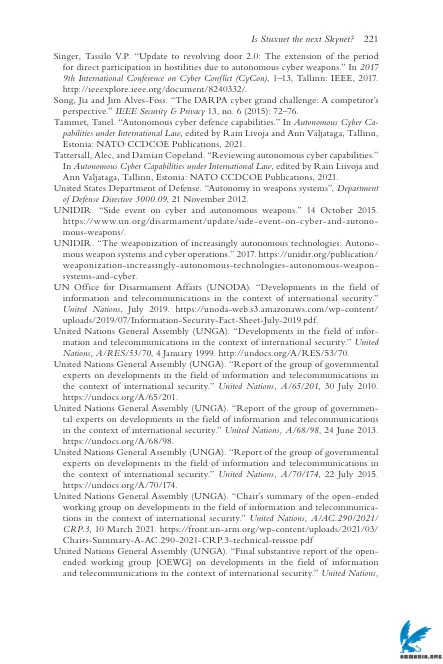 Is Stuxnet the next Skynet? 221
Singer, Tassilo V.P. “Update to revolving door 2.0: The extension of the period
for direct participation in hostilities due to autonomous cyber weapons.” In 2017
9th International Conference on Cyber Conflict (CyCon), 1–13, Tallinn: IEEE, 2017.
http://ieeexplore.ieee.org/document/8240332/.
Song, Jia and Jim Alves-Foss. “The DARPA cyber grand challenge: A competitor’s
perspective.” IEEE Security & Privacy 13, no. 6 (2015): 72–76.
Tammet, Tanel. “Autonomous cyber defence capabilities.” In Autonomous Cyber Ca-
pabilities under International Law, edited by Rain Livoja and Ann Väljataga, Tallinn,
Estonia: NATO CCDCOE Publications, 2021.
Tattersall, Alec, and Damian Copeland. “Reviewing autonomous cyber capabilities.”
In Autonomous Cyber Capabilities under International Law, edited by Rain Liivoja and
Ann Valjataga, Tallinn, Estonia: NATO CCDCOE Publications, 2021.
United States Department of Defense. “Autonomy in weapons systems”, Department
of Defense Directive 3000.09, 21 November 2012.
UNIDIR. “Side event on cyber and autonomous weapons.” 14 October 2015.
https://www.un.org/disarmament/update/side-event-on-cyber-and-autono-
mous-weapons/.
UNIDIR. “The weaponization of increasingly autonomous technologies: Autono-
mous weapon systems and cyber operations.” 2017. https://unidir.org/publication/
weaponization-increasingly-autonomous-technologies-autonomous-weapon-
systems-and-cyber.
UN Office for Disarmament Affairs (UNODA). “Developments in the field of
information and telecommunications in the context of international security.”
United Nations, July 2019. https://unoda-web.s3.amazonaws.com/wp-content/
uploads/2019/07/Information-Security-Fact-Sheet-July-2019.pdf.
United Nations General Assembly (UNGA). “Developments in the field of infor-
mation and telecommunications in the context of international security.” United
Nations, A/RES/53/70, 4 January 1999. http://undocs.org/A/RES/53/70.
United Nations General Assembly (UNGA). “Report of the group of governmental
experts on developments in the field of information and telecommunications in
the context of international security.” United Nations, A/65/201, 30 July 2010.
https://undocs.org/A/65/201.
United Nations General Assembly (UNGA). “Report of the group of governmen-
tal experts on developments in the field of information and telecommunications
in the context of international security.” United Nations, A/68/98, 24 June 2013.
https://undocs.org/A/68/98.
United Nations General Assembly (UNGA). “Report of the group of governmental
experts on developments in the field of information and telecommunications in
the context of international security.” United Nations, A/70/174, 22 July 2015.
https://undocs.org/A/70/174.
United Nations General Assembly (UNGA). “Chair’s summary of the open-ended
working group on developments in the field of information and telecommunica-
tions in the context of international security.” United Nations, A/AC.290/2021/
CRP.3, 10 March 2021. https://front.un-arm.org/wp-content/uploads/2021/03/
Chairs-Summary-A-AC.290-2021-CRP.3-technical-reissue.pdf
United Nations General Assembly (UNGA). “Final substantive report of the open-
ended working group [OEWG] on developments in the field of information
and telecommunications in the context of international security.” United Nations,